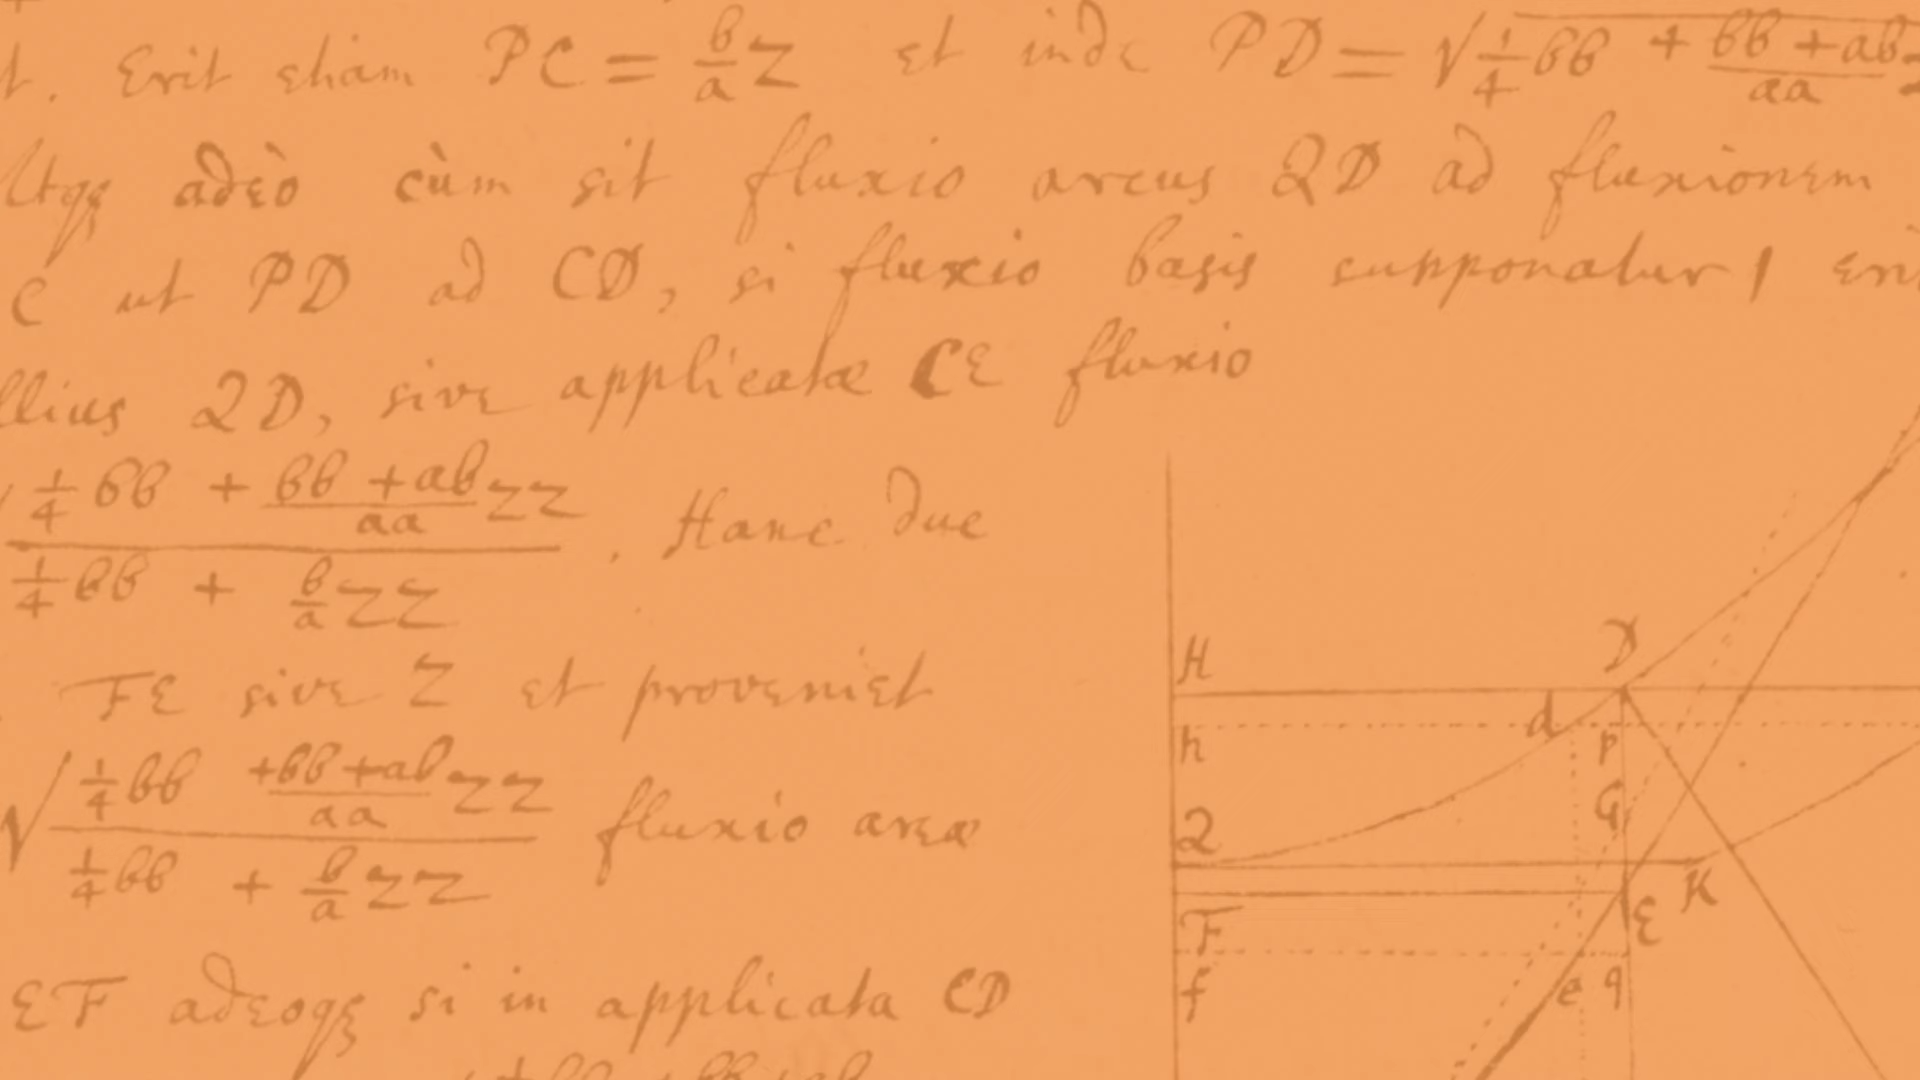 t. Erit etiam PC = b/a z et inde PD = √ 1/4 bb + bb + ab/aa z
Utqꝫ adeò cùm sit fluxio arcus QD ad fluxionem
C ut PD ad CD, si fluxio basis supponatur 1 eri
llius QD, sive applicatæ CE fluxio
√ 1/4 bb + bb + ab/aa zz
1/4 bb + b/a zz
. Hanc duc
FE sive z et proveniet
√ 1/4 bb + bb + ab/aa zz
1/4 bb + b/a zz
fluxio areæ
EF adeoqꝫ si in applicata CD
H
D
d
h
p
G
Q
K
F
E
f
e q